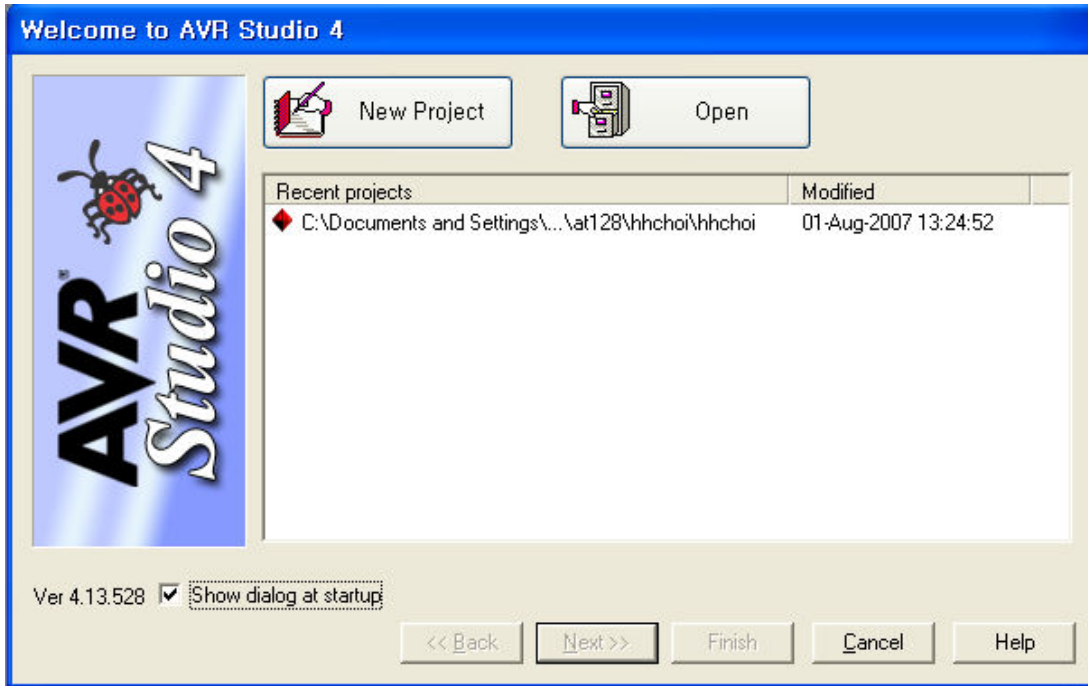 Welcome to AVR Studio 4
New Project
Open
AVR®
Studio 4
Recent projects
Modified
C:\Documents and Settings\...\at128\hhchoi\hhchoi
01-Aug-2007 13:24:52
Ver 4.13.528
Show dialog at startup
<< Back
Next >>
Finish
Cancel
Help